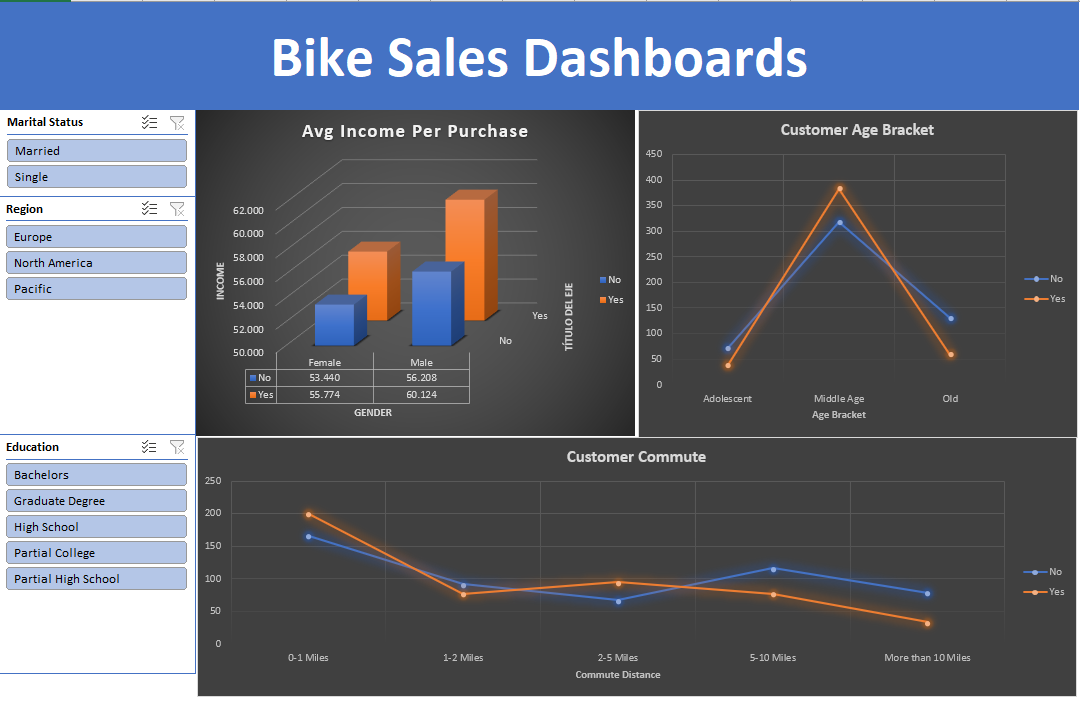 Bike Sales Dashboards
Marital Status
Married
Single
Region
Europe
North America
Pacific
Education
Bachelors
Graduate Degree
High School
Partial College
Partial High School
Avg Income Per Purchase
INCOME
62.000
60.000
58.000
56.000
54.000
52.000
50.000
Yes
No
TÍTULO DEL EJE
No
Yes
Female Male
No 53.440 56.208
Yes 55.774 60.124
GENDER
Customer Age Bracket
450
400
350
300
250
200
150
100
50
0
Adolescent Middle Age Old
Age Bracket
No
Yes
Customer Commute
250
200
150
100
50
0
0-1 Miles 1-2 Miles 2-5 Miles 5-10 Miles More than 10 Miles
Commute Distance
No
Yes